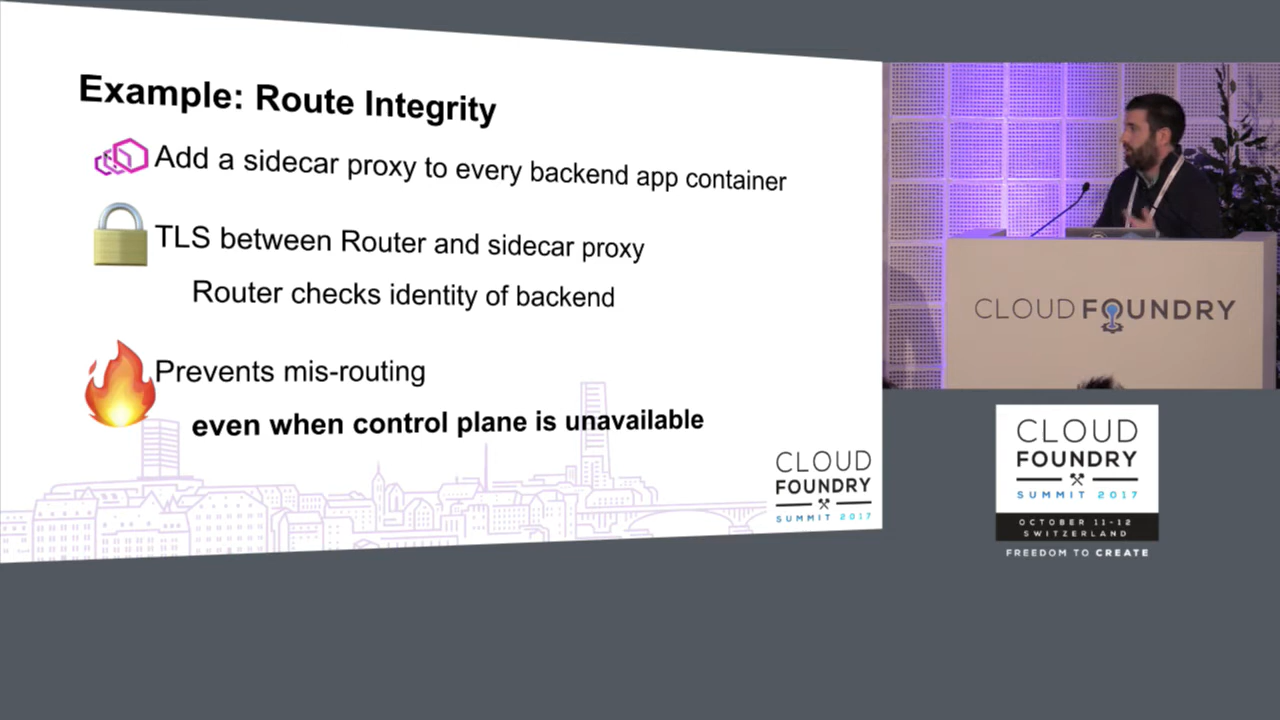 Example: Route Integrity
Add a sidecar proxy to every backend app container
TLS between Router and sidecar proxy
Router checks identity of backend
Prevents mis-routing
even when control plane is unavailable
CLOUD
FOUNDRY
SUMMIT 2017
CLOUD FOUNDRY
CLOUD
FOUNDRY
SUMMIT 2017
OCTOBER 11-12
SWITZERLAND
FREEDOM TO CREATE